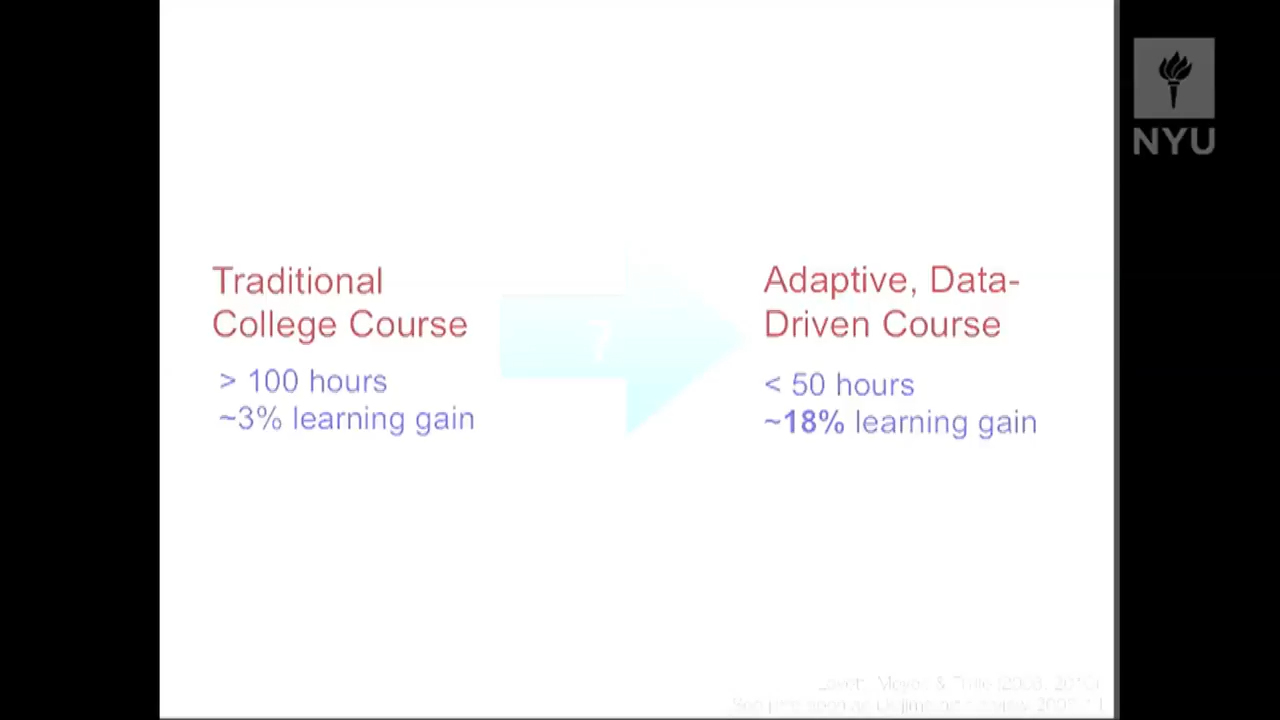 NYU
Traditional
College Course
> 100 hours
~3% learning gain
?
Adaptive, Data-
Driven Course
< 50 hours
~18% learning gain